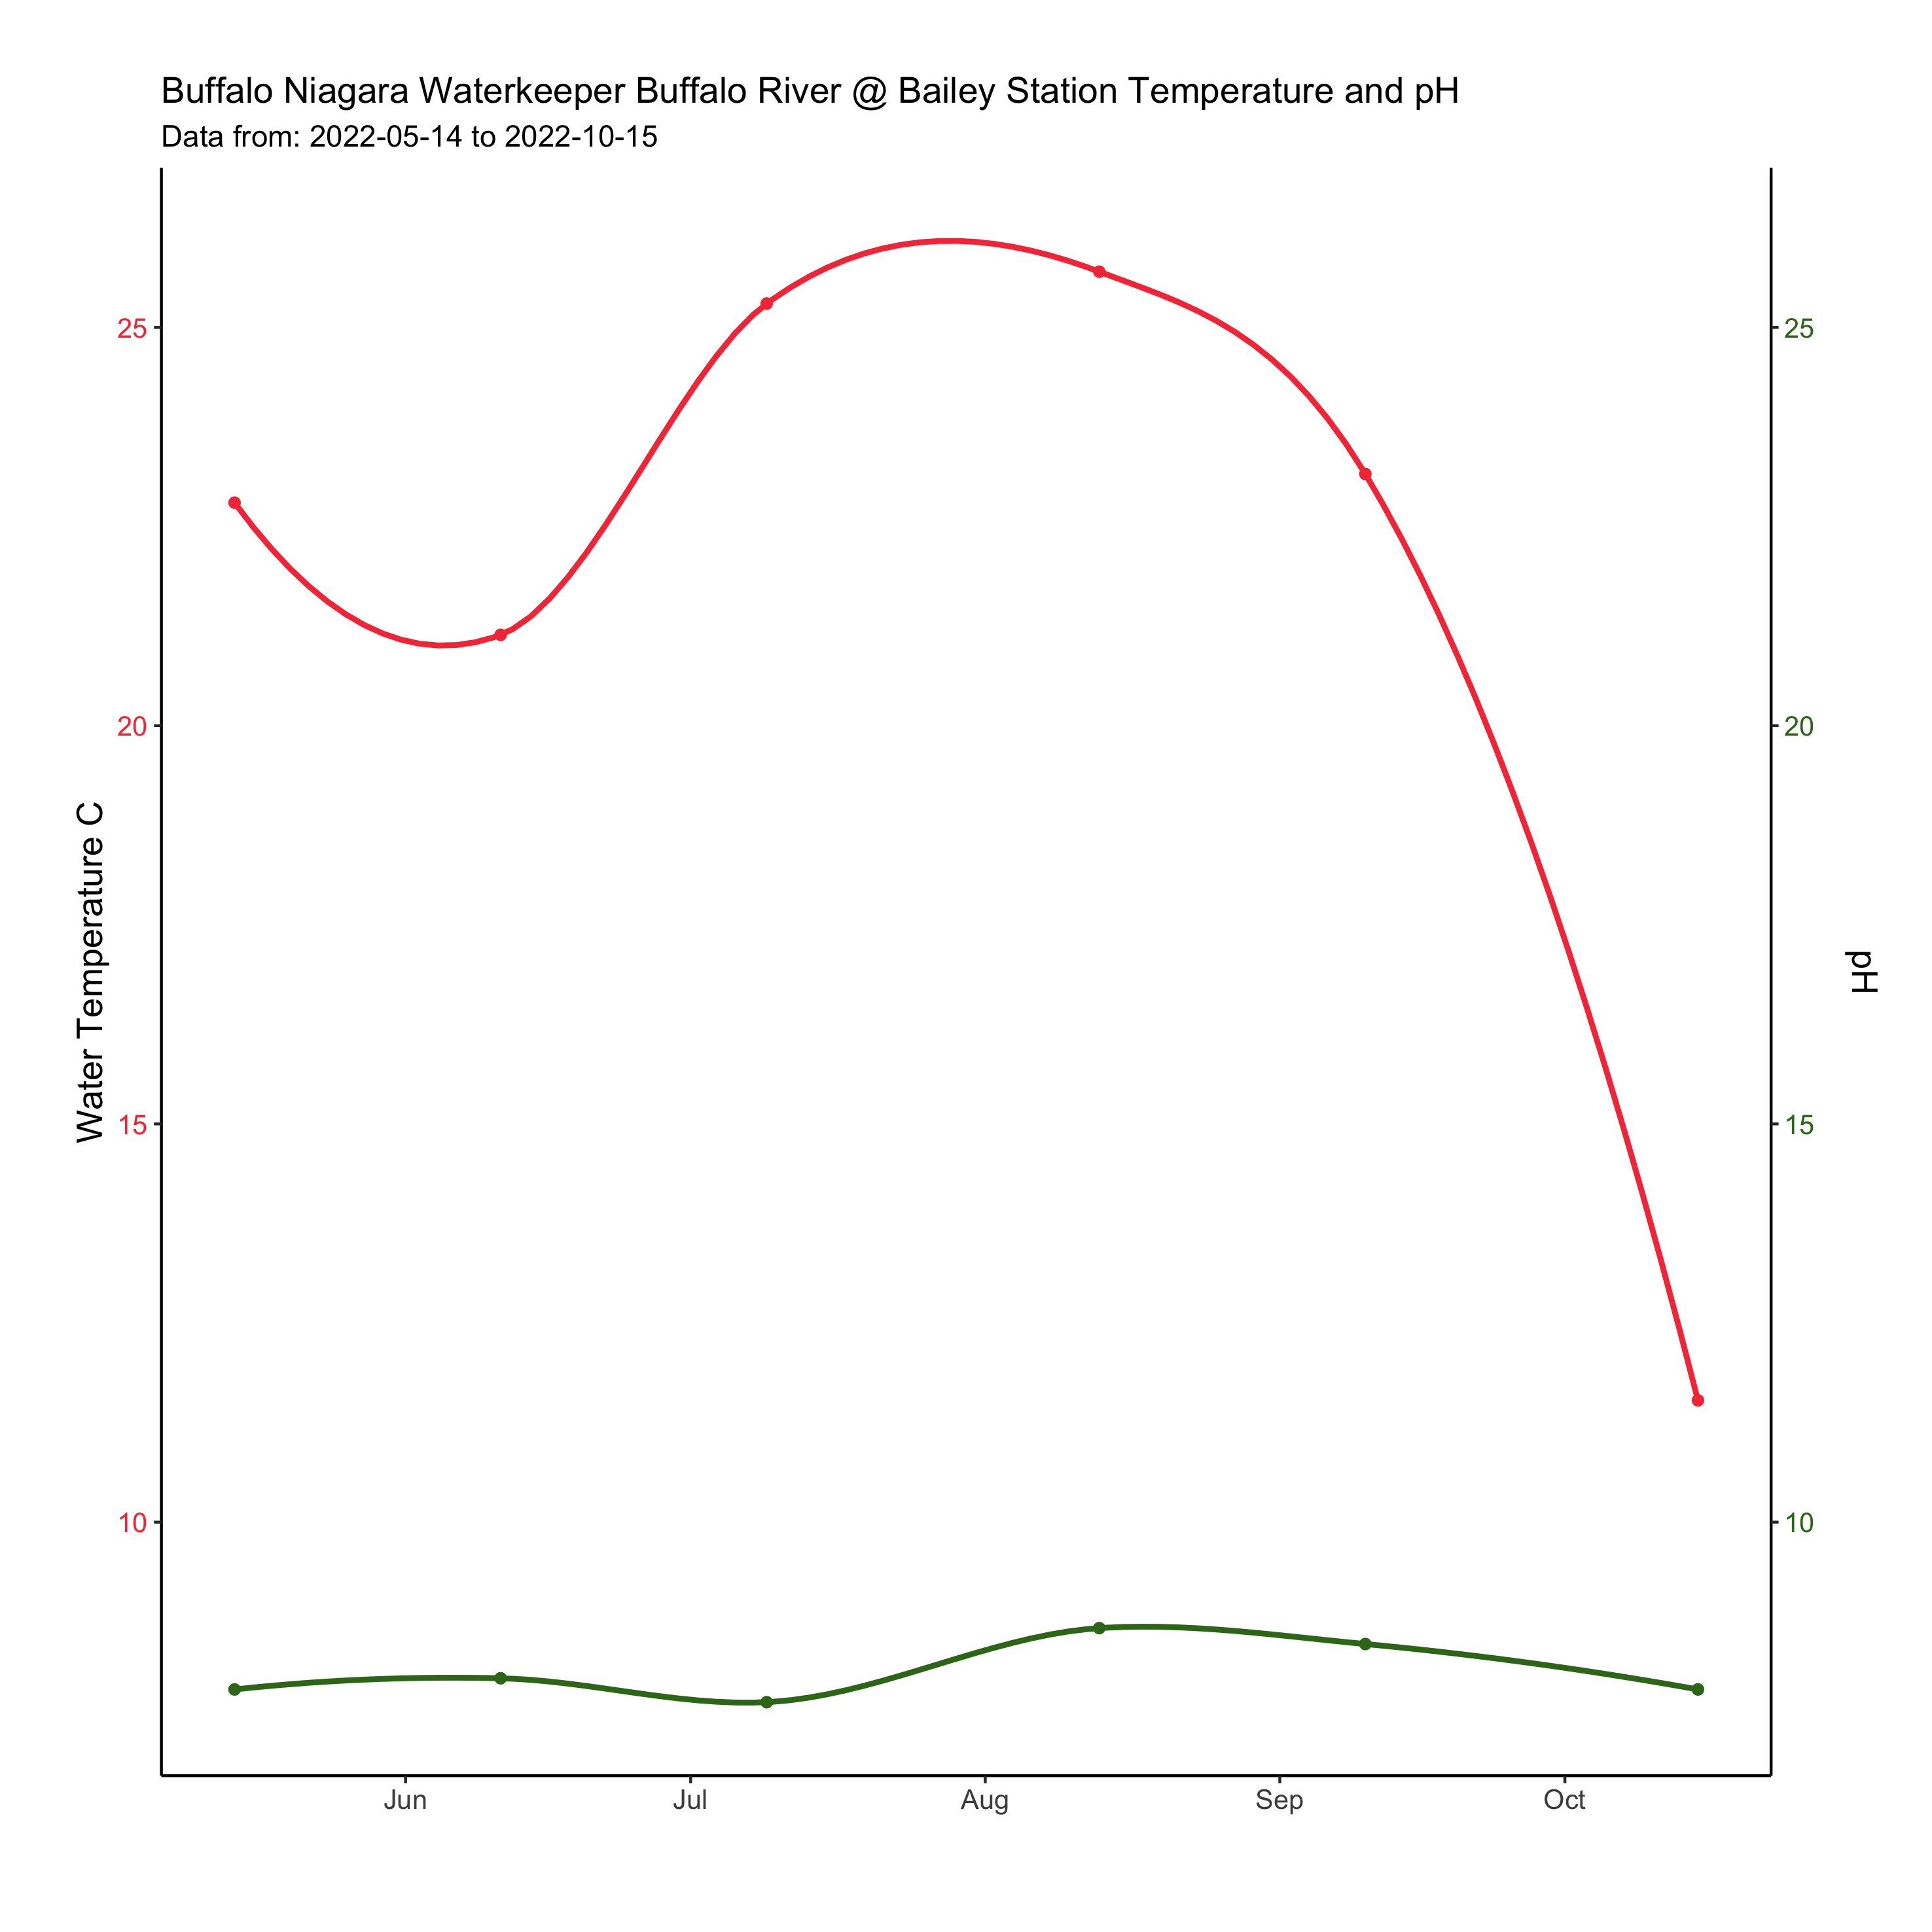 Buffalo Niagara Waterkeeper Buffalo River @ Bailey Station Temperature and pH
Data from: 2022-05-14 to 2022-10-15
Water Temperature C
25
20
15
10
25
20
15
10
pH
Jun
Jul
Aug
Sep
Oct